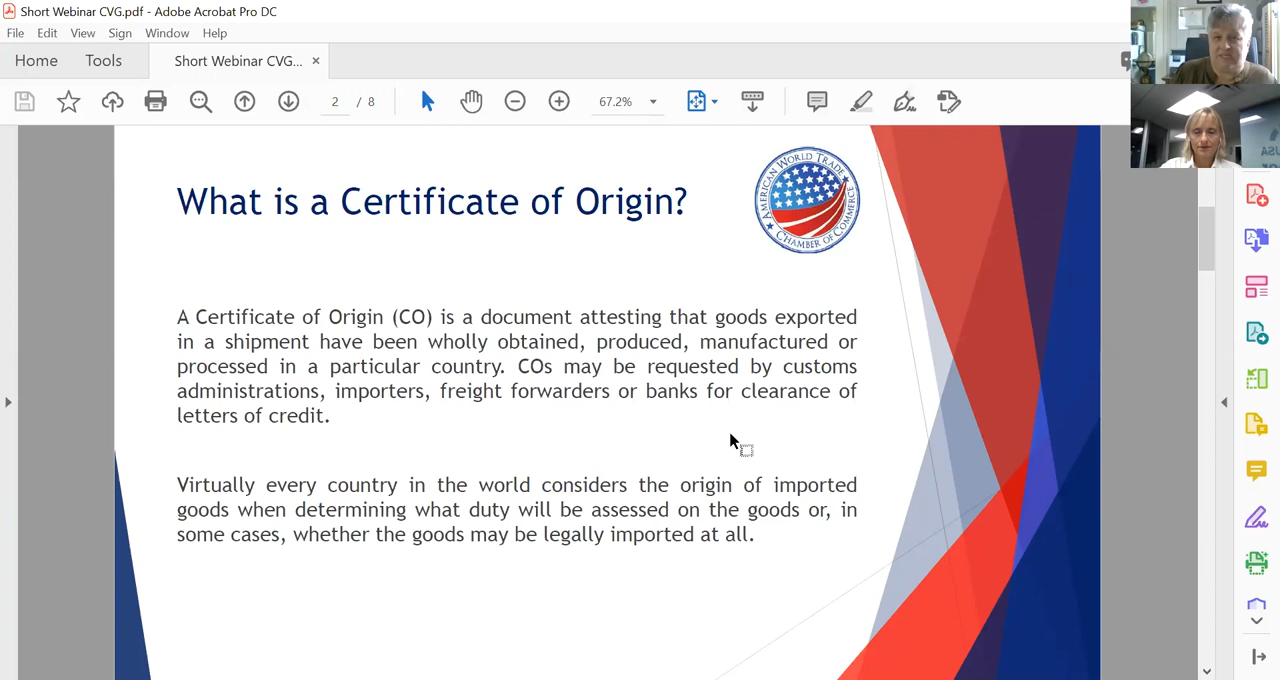 Short Webinar CVG.pdf - Adobe Acrobat Pro DC
File Edit View Sign Window Help
Home Tools Short Webinar CVG... ×
2 / 8 67.2%
What is a Certificate of Origin?
AMERICAN WORLD TRADE
CHAMBER OF COMMERCE
A Certificate of Origin (CO) is a document attesting that goods exported
in a shipment have been wholly obtained, produced, manufactured or
processed in a particular country. COs may be requested by customs
administrations, importers, freight forwarders or banks for clearance of
letters of credit.
Virtually every country in the world considers the origin of imported
goods when determining what duty will be assessed on the goods or, in
some cases, whether the goods may be legally imported at all.